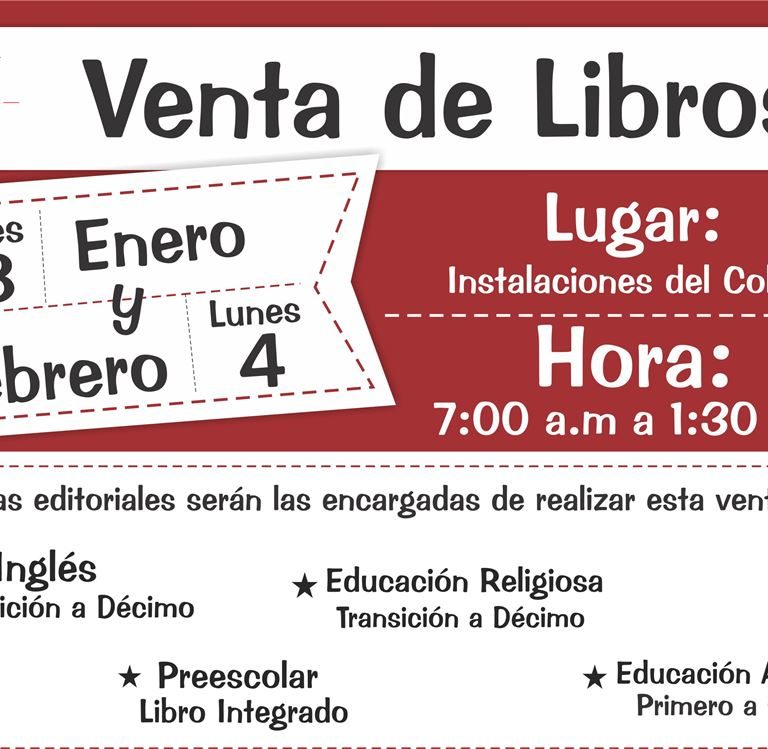 Venta de Libros
Enero
y
Lunes
4
Lugar:
Instalaciones del
Hora:
7:00 a.m a 1:30
editoriales serán las encargadas de realizar esta
Inglés
a Décimo
★ Educación Religiosa
Transición a Décimo
★ Preescolar
Libro Integrado
★ Educación
Primero a